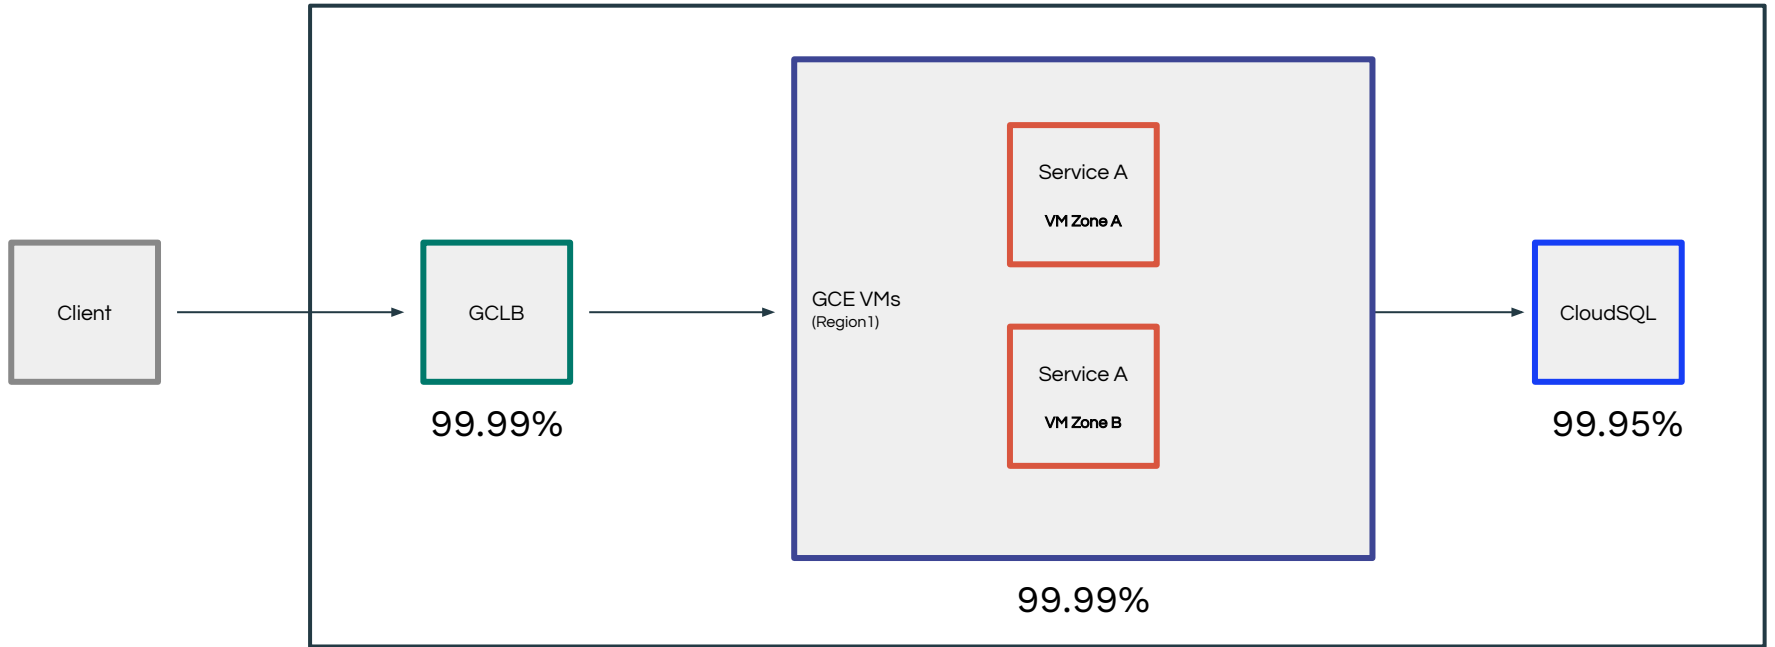 Client
GCLB
99.99%
GCE VMs
(Region1)
Service A
VM Zone A
Service A
VM Zone B
99.99%
CloudSQL
99.95%